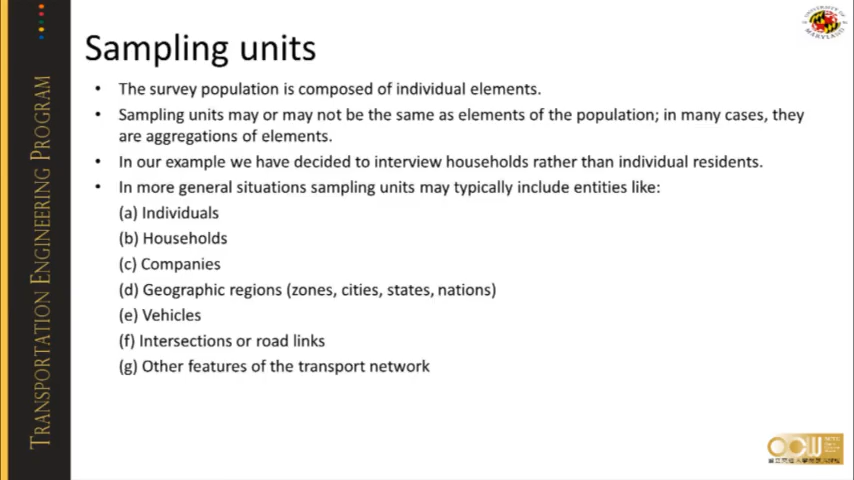 Sampling units
• The survey population is composed of individual elements.
• Sampling units may or may not be the same as elements of the population; in many cases, they
are aggregations of elements.
• In our example we have decided to interview households rather than individual residents.
• In more general situations sampling units may typically include entities like:
(a) Individuals
(b) Households
(c) Companies
(d) Geographic regions (zones, cities, states, nations)
(e) Vehicles
(f) Intersections or road links
(g) Other features of the transport network
TRANSPORTATION ENGINEERING PROGRAM
UNIVERSITY OF
MARYLAND
OCW